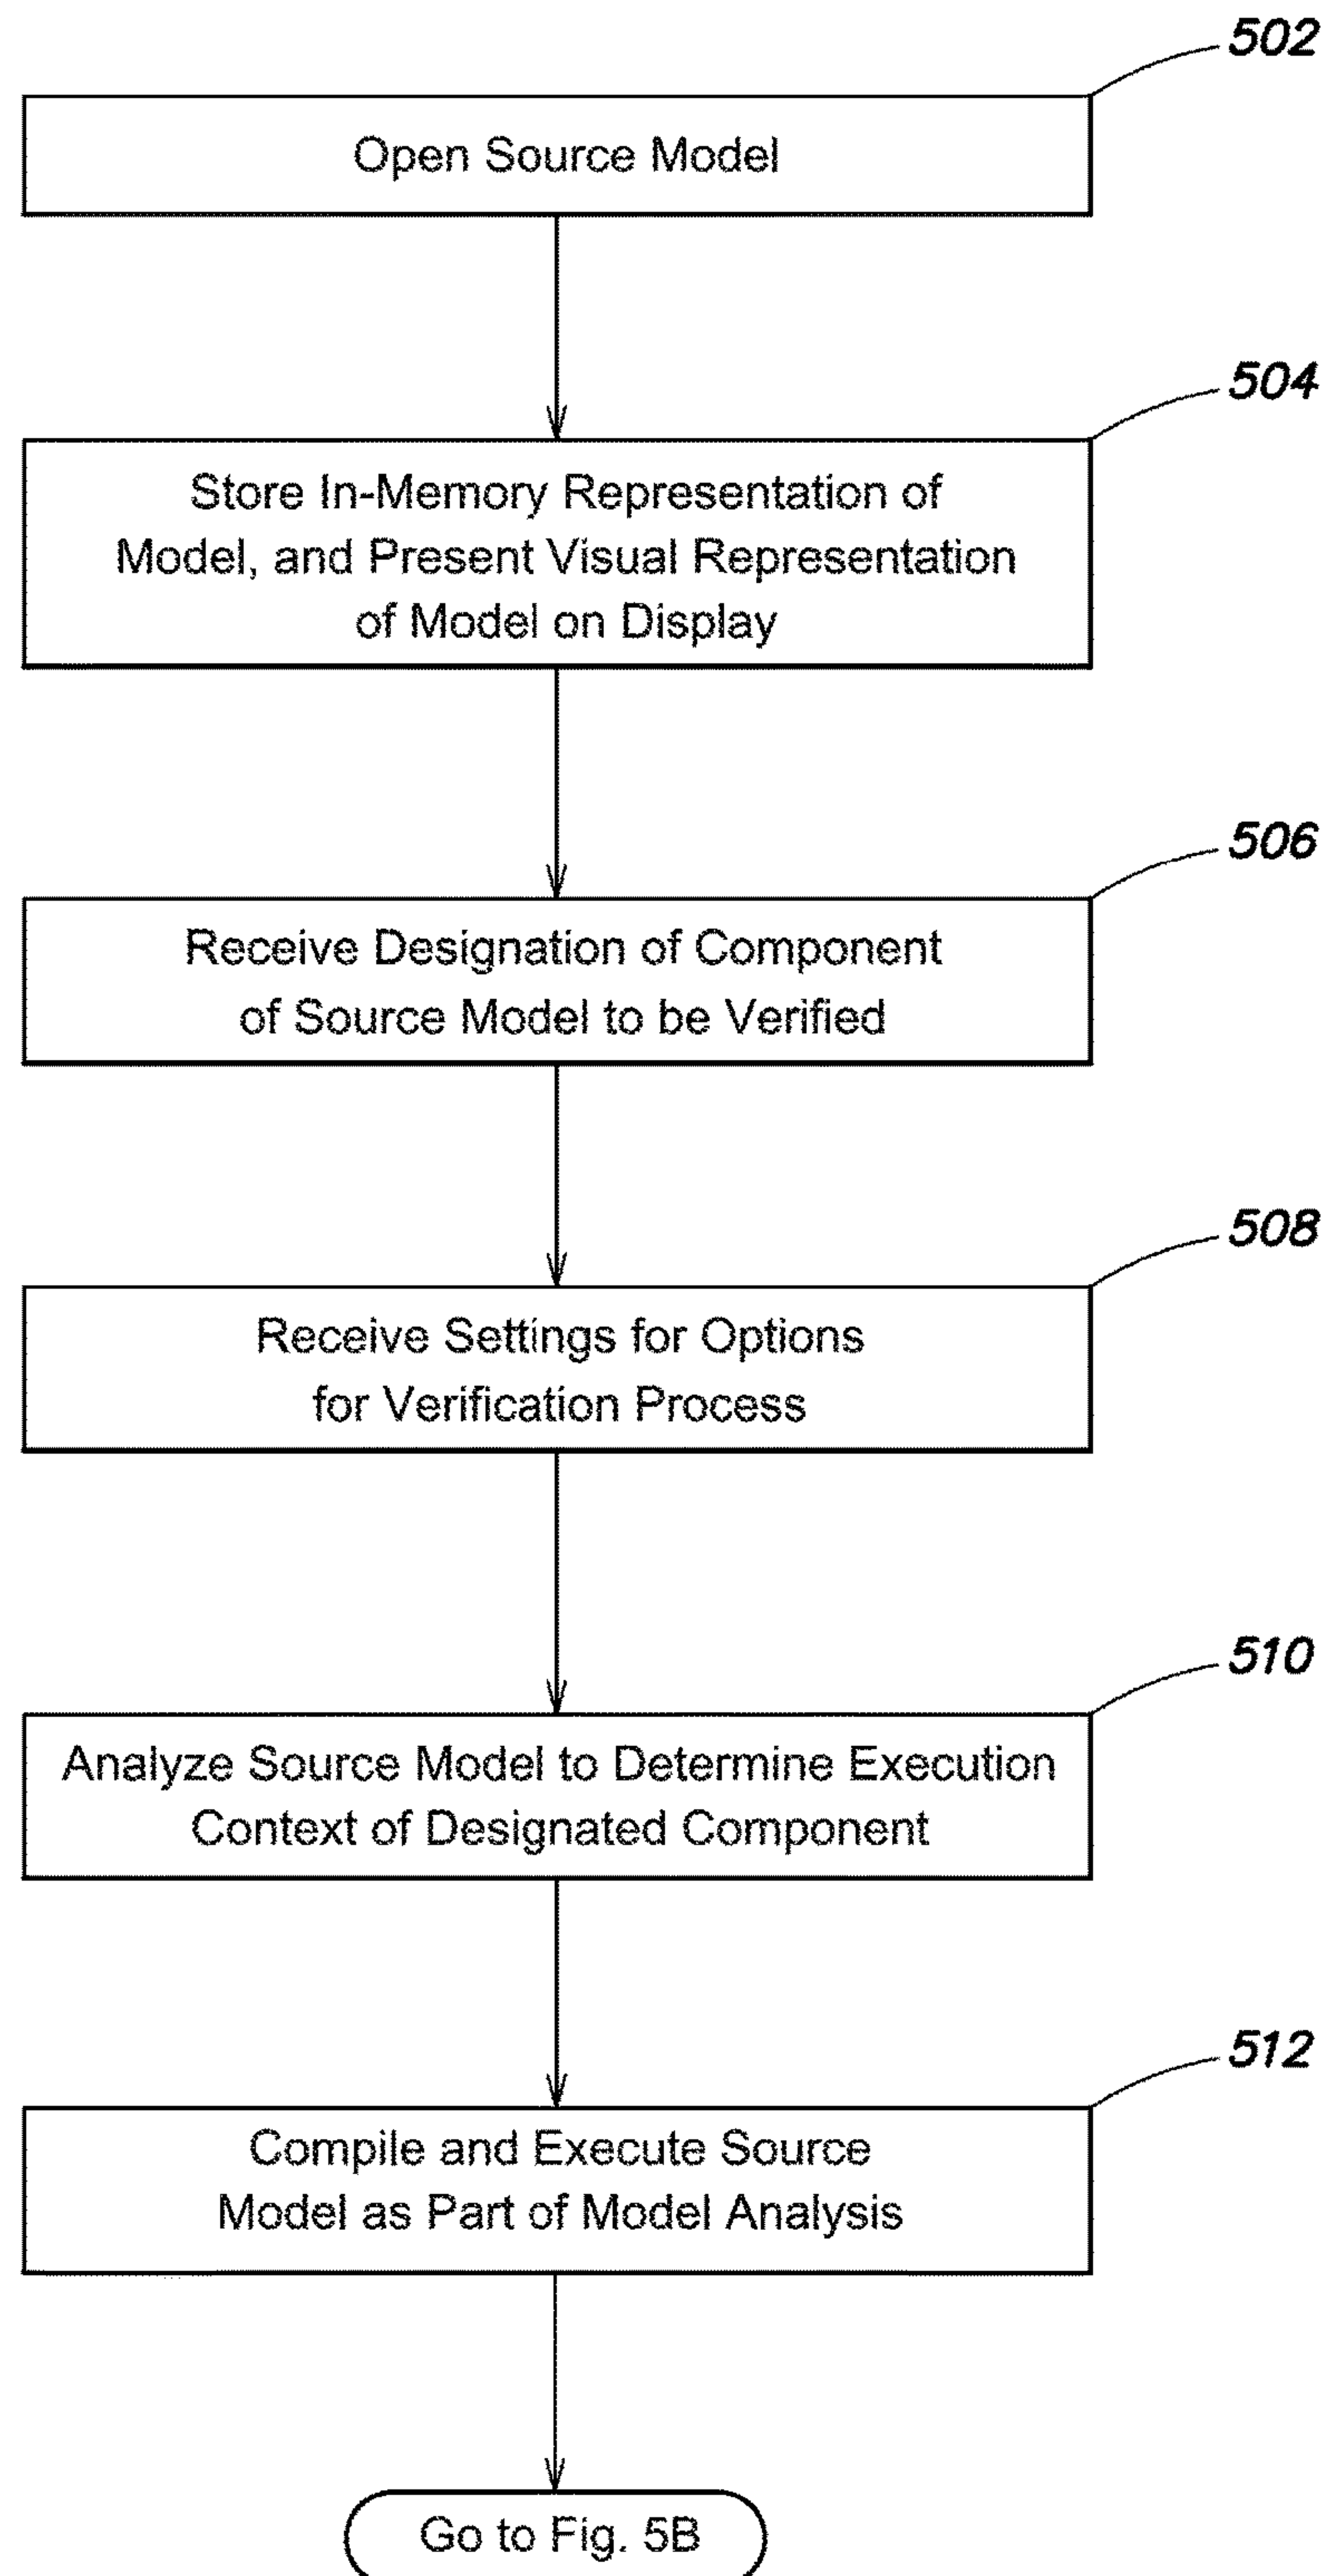 502
Open Source Model
504
Store In-Memory Representation of
Model, and Present Visual Representation
of Model on Display
506
Receive Designation of Component
of Source Model to be Verified
508
Receive Settings for Options
for Verification Process
510
Analyze Source Model to Determine Execution
Context of Designated Component
512
Compile and Execute Source
Model as Part of Model Analysis
Go to Fig. 5B